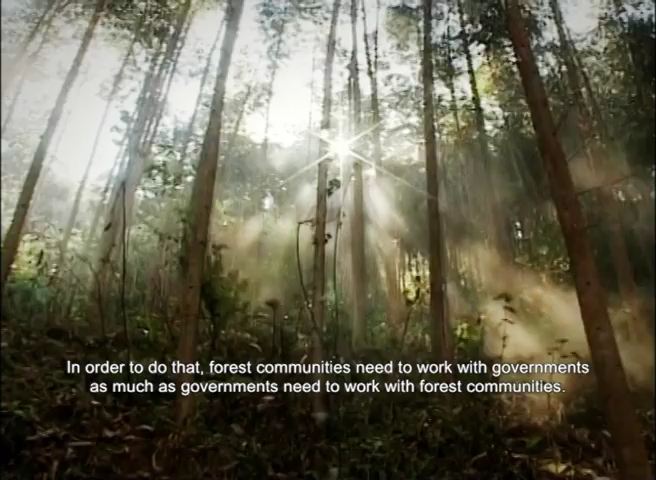 In order to do that, forest communities need to work with governments
as much as governments need to work with forest communities.